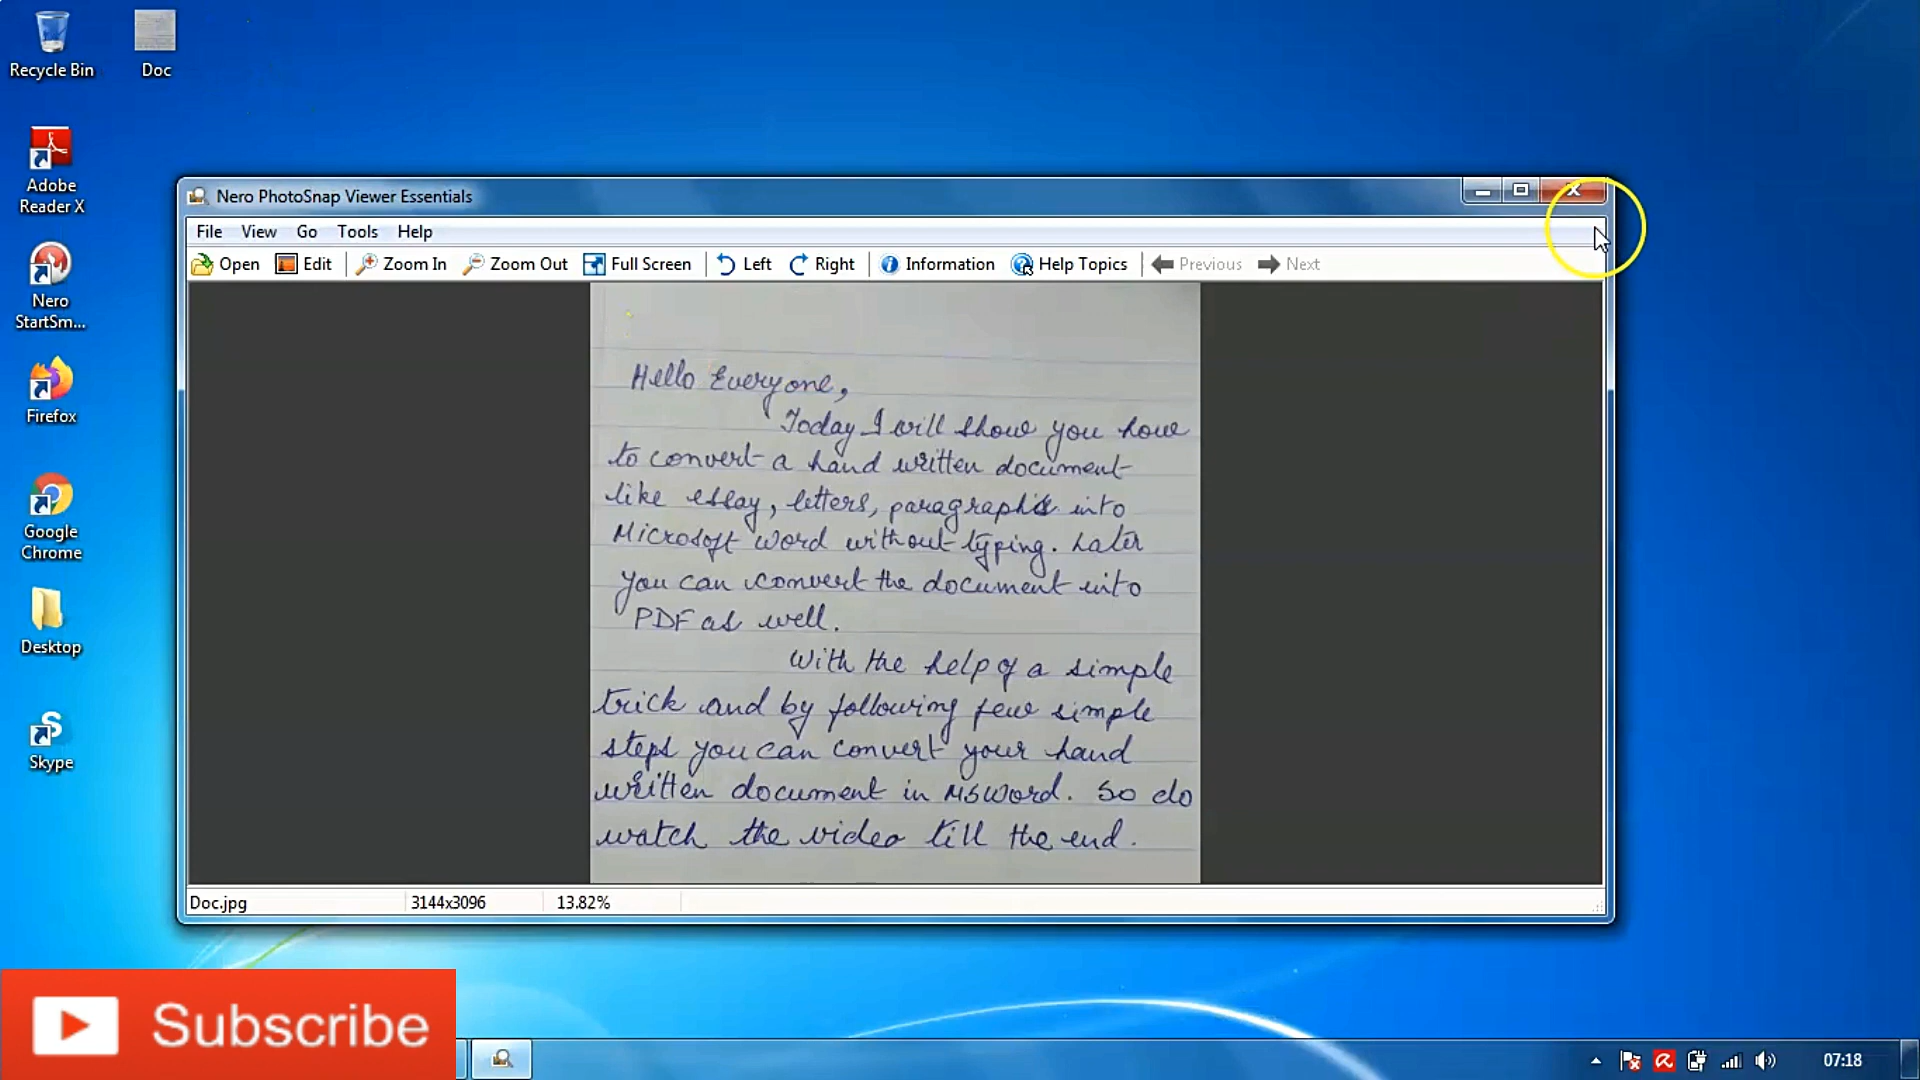 Recycle Bin
Doc
Adobe
Reader X
Nero
StartSm...
Firefox
Google
Chrome
Desktop
Skype
Nero PhotoSnap Viewer Essentials
File View Go Tools Help
Open Edit Zoom In Zoom Out Full Screen Left Right Information Help Topics Previous Next
Hello Everyone,
Today I will show you how
to convert a hand written document
like essay, letters, paragraphs into
Microsoft word without typing. Later
you can convert the document into
PDF as well.
With the help of a simple
trick and by following few simple
steps you can convert your hand
written document in MSWord. So do
watch the video till the end.
Doc.jpg 3144x3096 13.82%
Subscribe
07:18